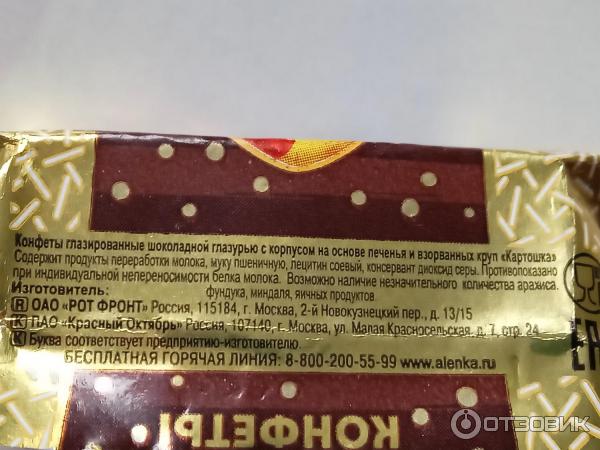 Конфеты глазированные шоколадной глазурью с корпусом на основе печенья и взорванных круп «Картошка»
Содержит продукты переработки молока, муку пшеничную, лецитин соевый, консервант диоксид серы. Противопоказано
при индивидуальной непереносимости белка молока. Возможно наличие незначительного количества арахиса,
Изготовитель: фундука, миндаля, яичных продуктов.
R ОАО «РОТ ФРОНТ» Россия, 115184, г. Москва, 2-й Новокузнецкий пер., д. 13/15
К ПАО «Красный Октябрь» Россия, 107140, г. Москва, ул. Малая Красносельская, д. 7, стр. 24
К Буква соответствует предприятию-изготовителю.
БЕСПЛАТНАЯ ГОРЯЧАЯ ЛИНИЯ: 8-800-200-55-99 www.alenka.ru
КОНФЕТЫ
ОТЗОВИК